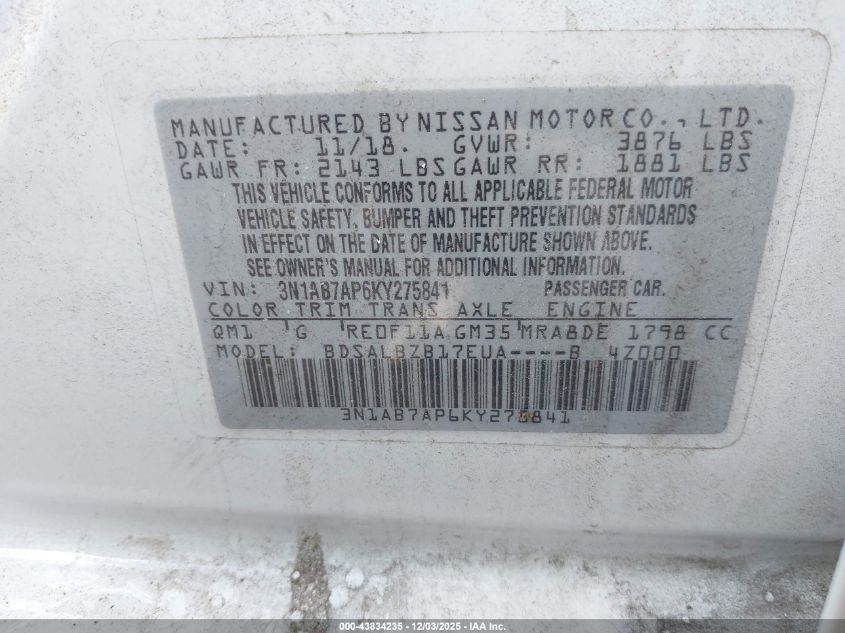 MANUFACTURED BY NISSAN MOTOR CO., LTD.
DATE: 11/18. GVWR: 3876 LBS
GAWR FR: 2143 LBS GAWR RR: 1881 LBS
THIS VEHICLE CONFORMS TO ALL APPLICABLE FEDERAL MOTOR
VEHICLE SAFETY, BUMPER AND THEFT PREVENTION STANDARDS
IN EFFECT ON THE DATE OF MANUFACTURE SHOWN ABOVE.
SEE OWNER'S MANUAL FOR ADDITIONAL INFORMATION.
VIN: 3N1AB7AP6KY275841 PASSENGER CAR.
COLOR TRIM TRANS AXLE ENGINE
QM1 'G 'RE0F11A GM35 'MRA8DE 1798 CC
MODEL: BDSALBZB17EUA----B 4Z000
3N1AB7AP6KY275841
000-43834235 - 12/03/2025 - IAA Inc.